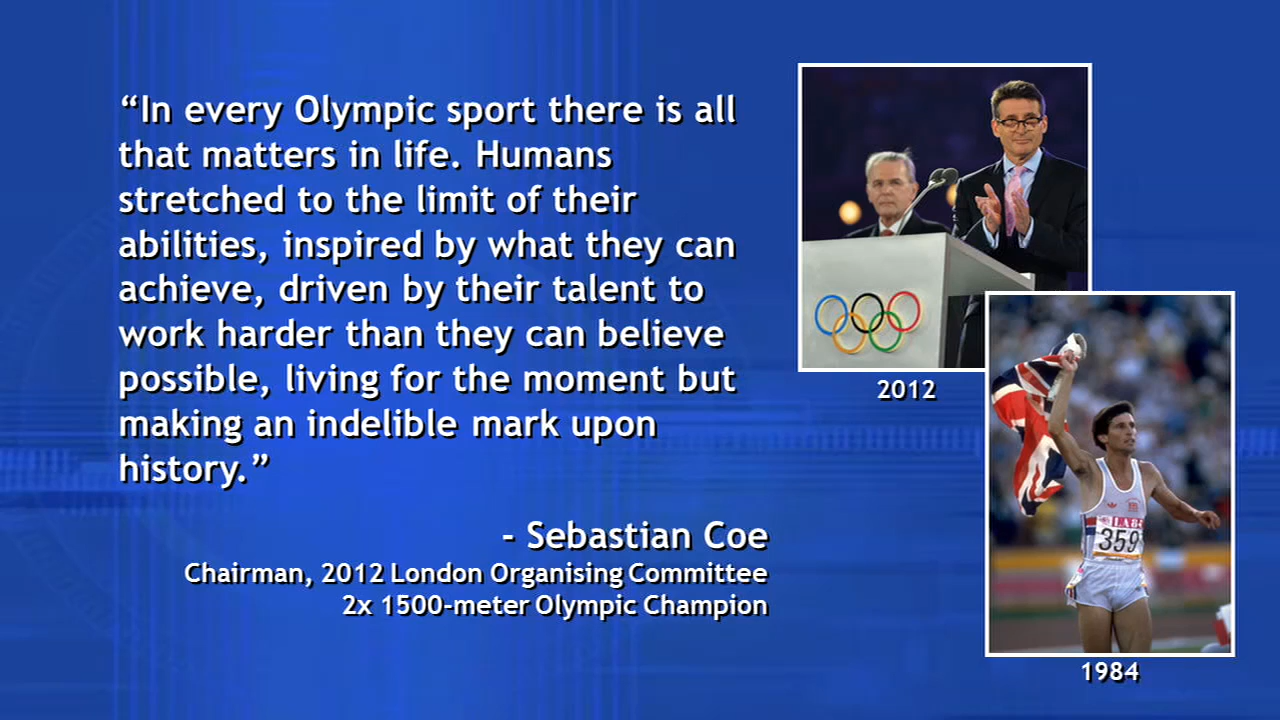 “In every Olympic sport there is all
that matters in life. Humans
stretched to the limit of their
abilities, inspired by what they can
achieve, driven by their talent to
work harder than they can believe
possible, living for the moment but
making an indelible mark upon
history.”
- Sebastian Coe
Chairman, 2012 London Organising Committee
2x 1500-meter Olympic Champion
2012
LA84
359
1984